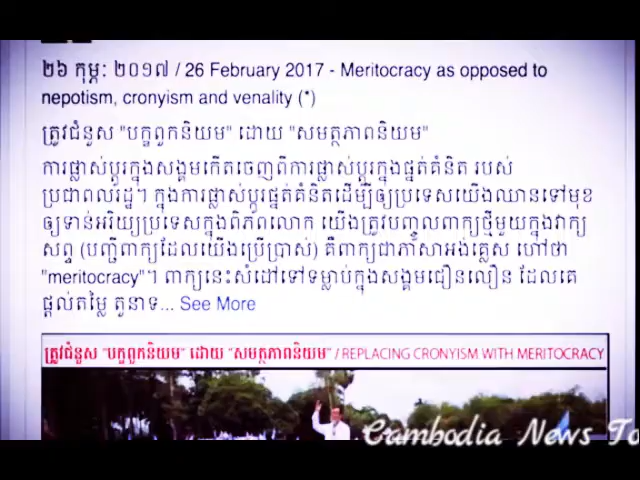 ២៦ កុម្ភៈ ២០១៧ / 26 February 2017 - Meritocracy as opposed to
nepotism, cronyism and venality (*)
ត្រូវជំនួស "បក្ខពួកនិយម" ដោយ "សមត្ថភាពនិយម"
ការផ្លាស់ប្តូរក្នុងសង្គមកើតចេញពីការផ្លាស់ប្តូរក្នុងផ្នត់គំនិត របស់
ប្រជាពលរដ្ឋ។ ក្នុងការផ្លាស់ប្តូរផ្នត់គំនិតដើម្បីឲ្យប្រទេសយើងឈានទៅមុខ
ឲ្យទាន់អរិយប្រទេសក្នុងពិភពលោក យើងត្រូវបញ្ចូលពាក្យថ្មីមួយក្នុងវាក្យ
សព្ទ (បញ្ជីពាក្យដែលយើងប្រើប្រាស់) គឺពាក្យជាភាសាអង់គ្លេស ហៅថា
"meritocracy"។ ពាក្យនេះសំដៅទៅទម្លាប់ក្នុងសង្គមជឿនលឿន ដែលគេ
ផ្តល់តម្លៃ តួនាទ... See More
ត្រូវជំនួស "បក្ខពួកនិយម" ដោយ "សមត្ថភាពនិយម" / REPLACING CRONYISM WITH MERITOCRACY
Cambodia News To